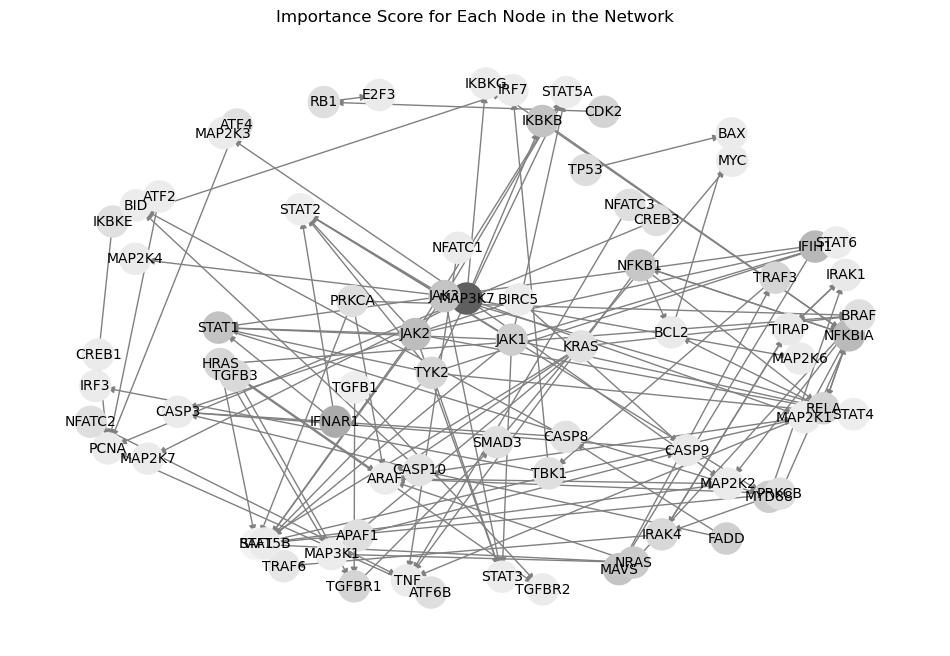 Importance Score for Each Node in the Network
IKBKG
IRF7
STAT5A
E2F3
RB1
CDK2
IKBKB
ATF4
MAP2K3
BAX
MYC
TP53
ATF2
BID
IKBKE
STAT2
NFATC3
CREB3
STAT6
IFIH1
NFATC1
MAP2K4
NFKB1
IRAK1
TRAF3
JAK3
MAP3K7
BIRC5
PRKCA
BRAF
STAT1
JAK2
JAK1
KRAS
BCL2
TIRAP
NFKBIA
CREB1
HRAS
TGFB3
TYK2
MAP2K6
IRF3
TGFB1
CASP3
NFATC2
IFNAR1
RELA
MAP2K1
STAT4
SMAD3
CASP8
PCNA
MAP2K7
CASP9
ARAF
CASP10
TBK1
MAP2K2
PRKCB
MYD88
APAF1
IRAK4
FADD
MAP3K1
TRAF6
NRAS
MAVS
TGFBR1
TNF
ATF6B
STAT3
TGFBR2